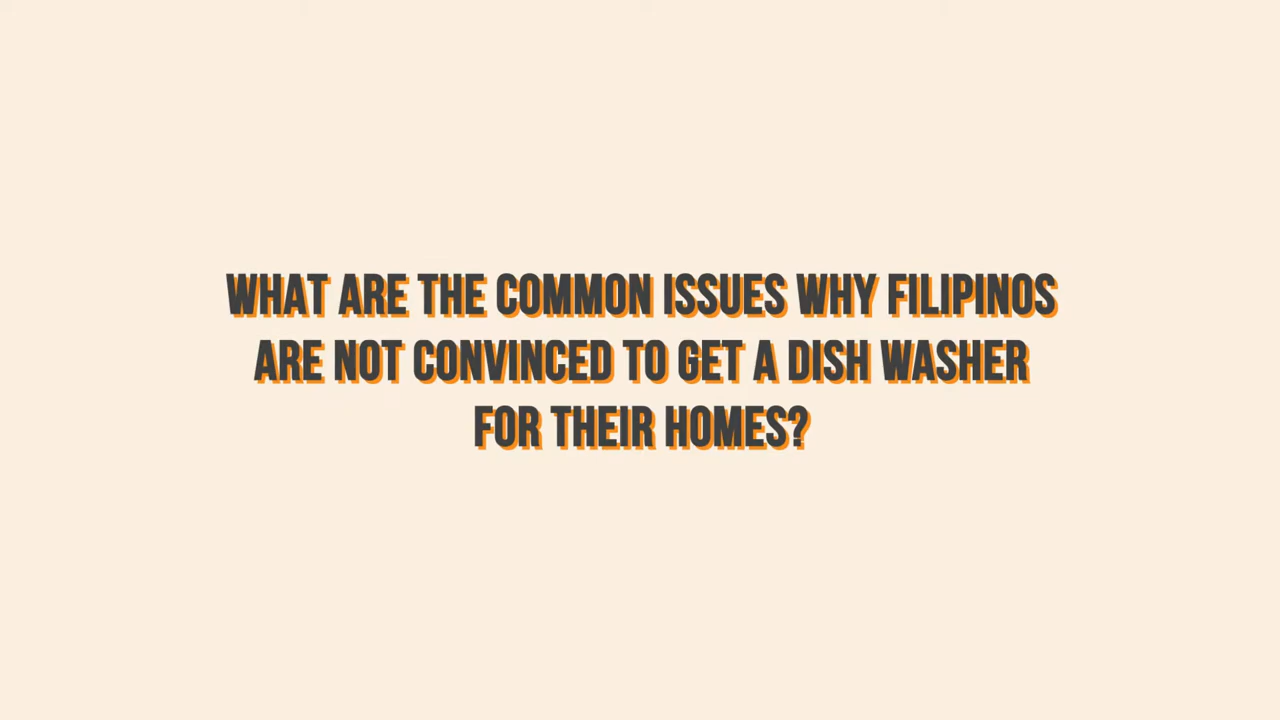 WHAT ARE THE COMMON ISSUES WHY FILIPINOS
ARE NOT CONVINCED TO GET A DISH WASHER
FOR THEIR HOMES?